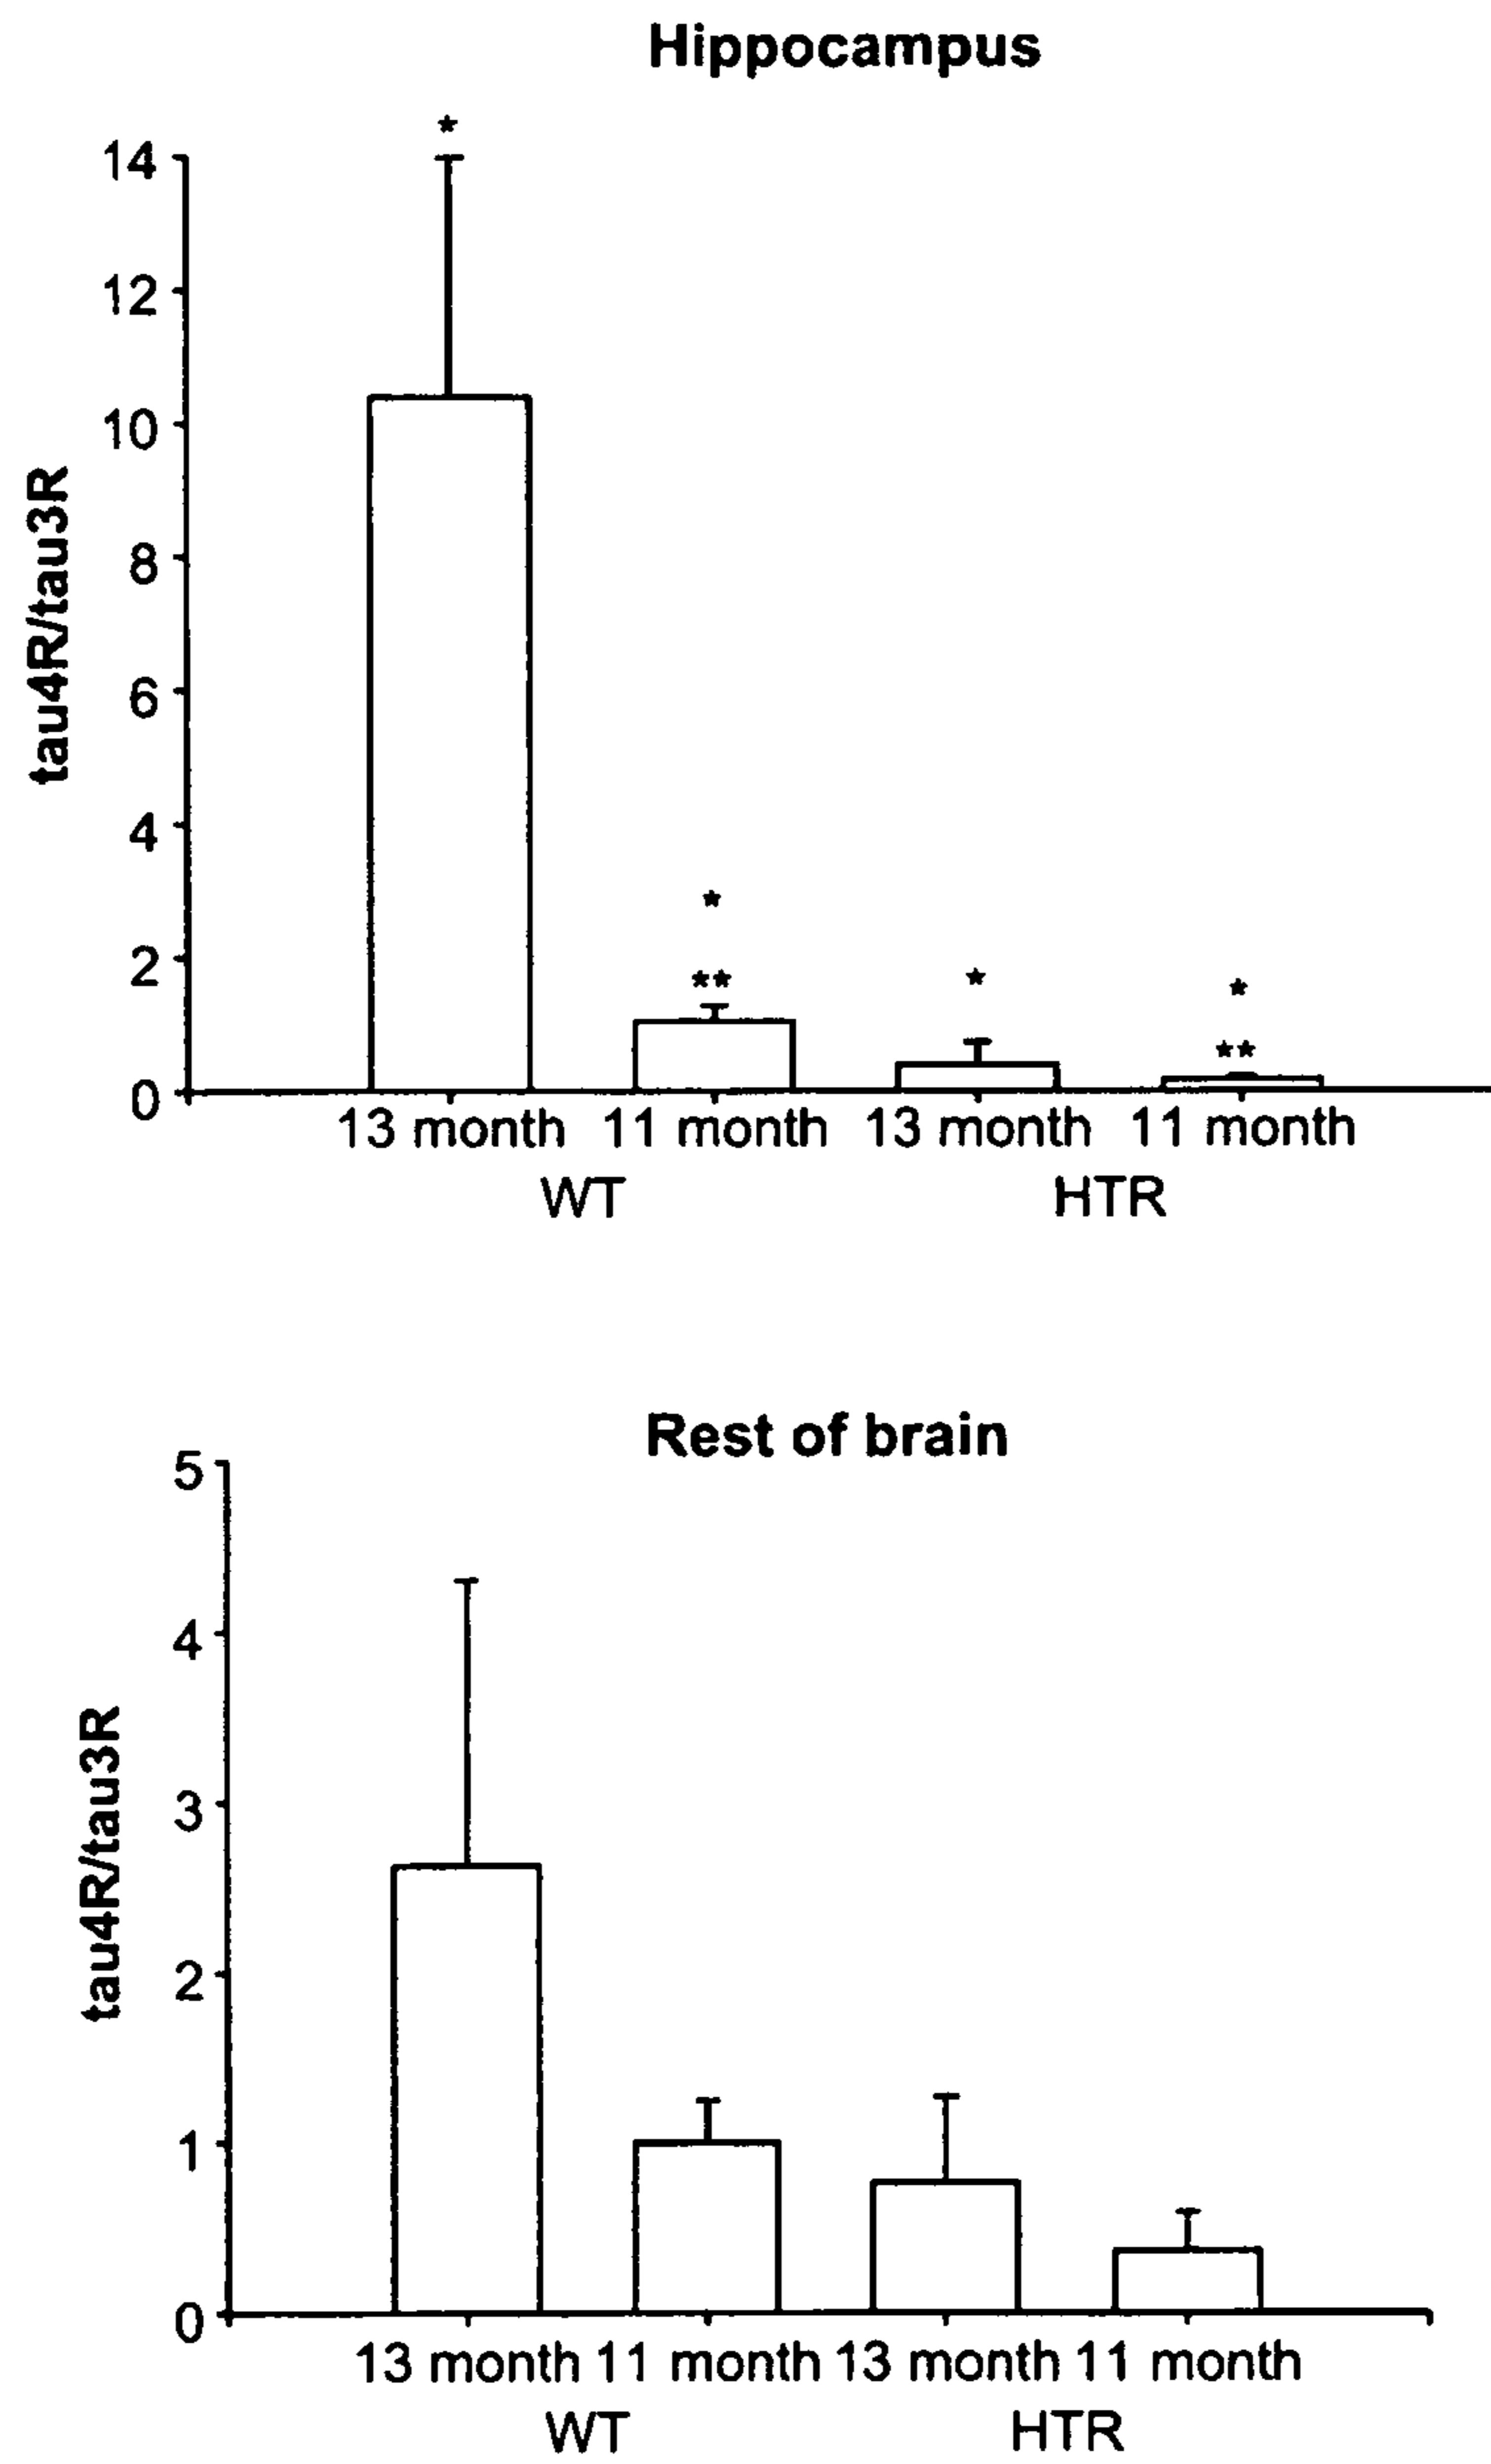 Hippocampus
*
14
12
10
8
6
4
2
0
tau4R/tau3R
*
**
*
*
**
13 month 11 month 13 month 11 month
WT HTR
Rest of brain
5
4
3
2
1
0
tau4R/tau3R
13 month 11 month 13 month 11 month
WT HTR